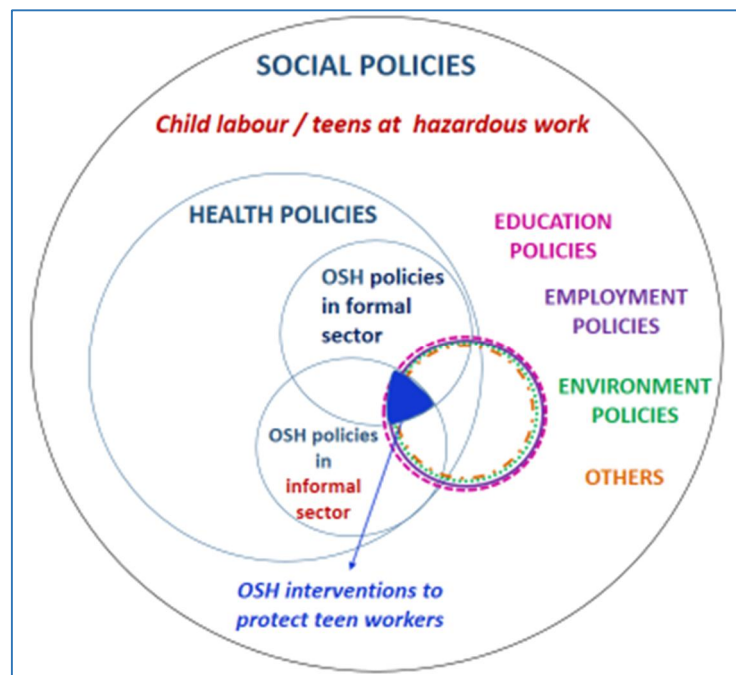 SOCIAL POLICIES
Child labour / teens at hazardous work
HEALTH POLICIES
EDUCATION
POLICIES
OSH policies
in formal
sector
EMPLOYMENT
POLICIES
ENVIRONMENT
POLICIES
OSH policies
in
informal
sector
OTHERS
OSH interventions to
protect teen workers